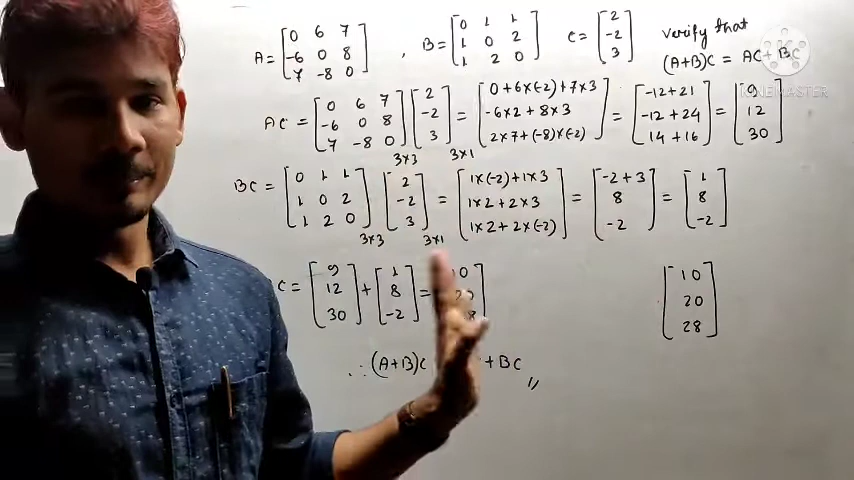 A = [0 6 7 -6 0 8 7 -8 0] , B = [0 1 1 1 0 2 1 2 0] C = [2 -2 3] verify that
(A+B)C = AC + BC
KINEMASTER
AC = [0 6 7 -6 0 8 7 -8 0] [2 -2 3] = [0+6×(-2)+7×3 -6×2+8×3 2×7+(-8)×(-2)] = [-12+21 -12+24 14+16] = [9 12 30]
3×3 3×1
BC = [0 1 1 1 0 2 1 2 0] [2 -2 3] = [1×(-2)+1×3 1×2+2×3 1×2+2×(-2)] = [-2+3 8 -2] = [1 8 -2]
3×3 3×1
C = [9 12 30] + [1 8 -2] = [10 8] [10 20 28]
∴ (A+B)C + BC //